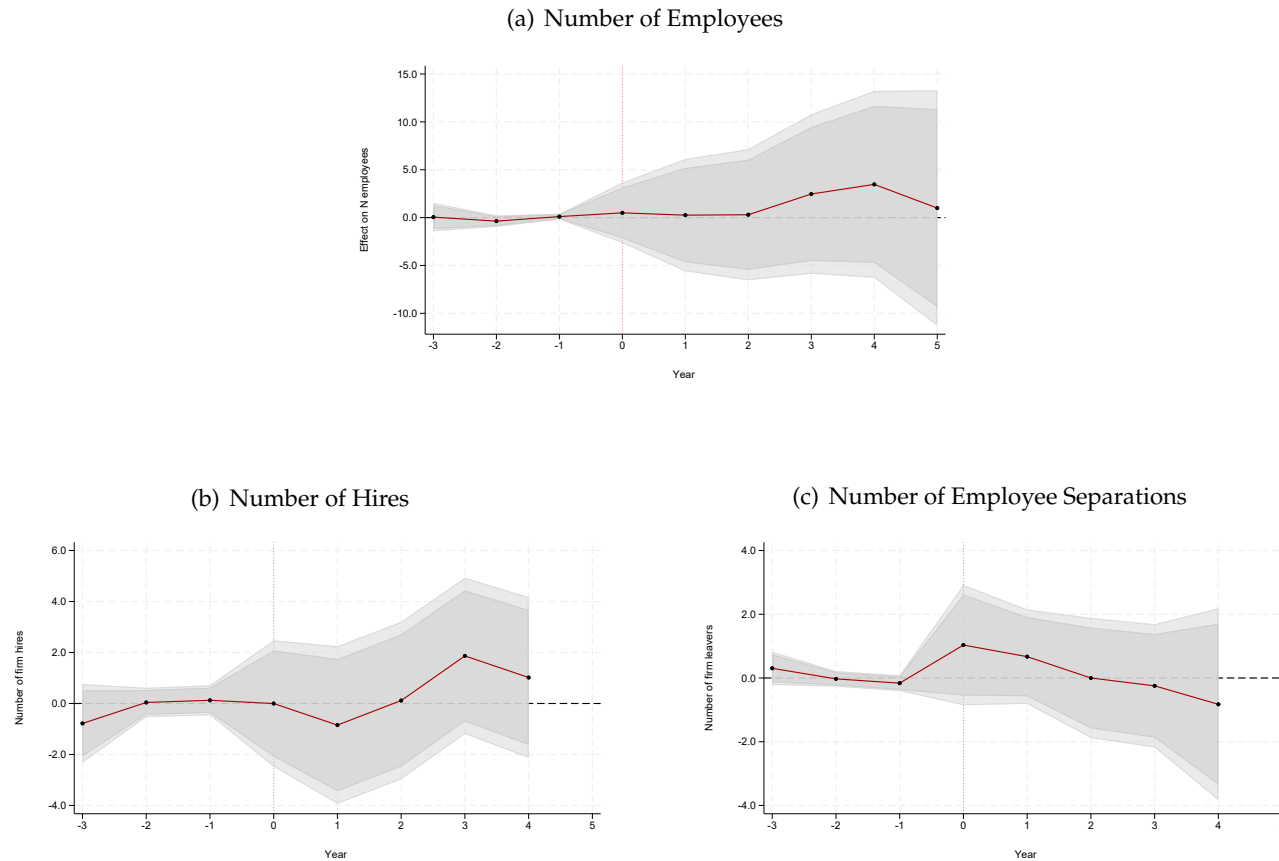 (a) Number of Employees
15.0
10.0
5.0
0.0
-5.0
-10.0
Effect on N employees
-3 -2 -1 0 1 2 3 4 5
Year
(b) Number of Hires
6.0
4.0
2.0
0.0
-2.0
-4.0
Number of firm hires
-3 -2 -1 0 1 2 3 4 5
Year
(c) Number of Employee Separations
4.0
2.0
0.0
-2.0
-4.0
Number of firm leavers
-3 -2 -1 0 1 2 3 4
Year